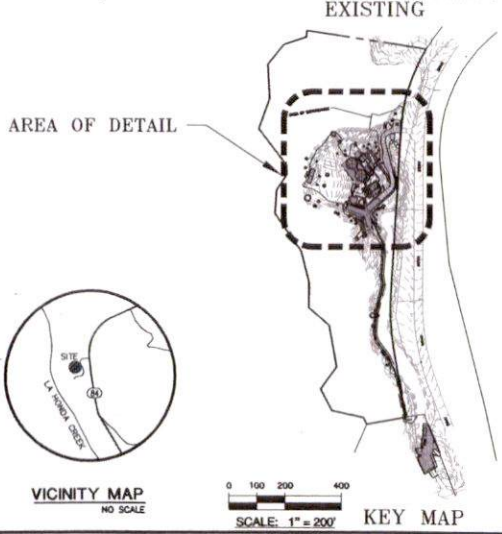 EXISTING
AREA OF DETAIL
SITE
84
LA HONDA CREEK
VICINITY MAP
NO SCALE
0 100 200 400
SCALE: 1" = 200'
KEY MAP